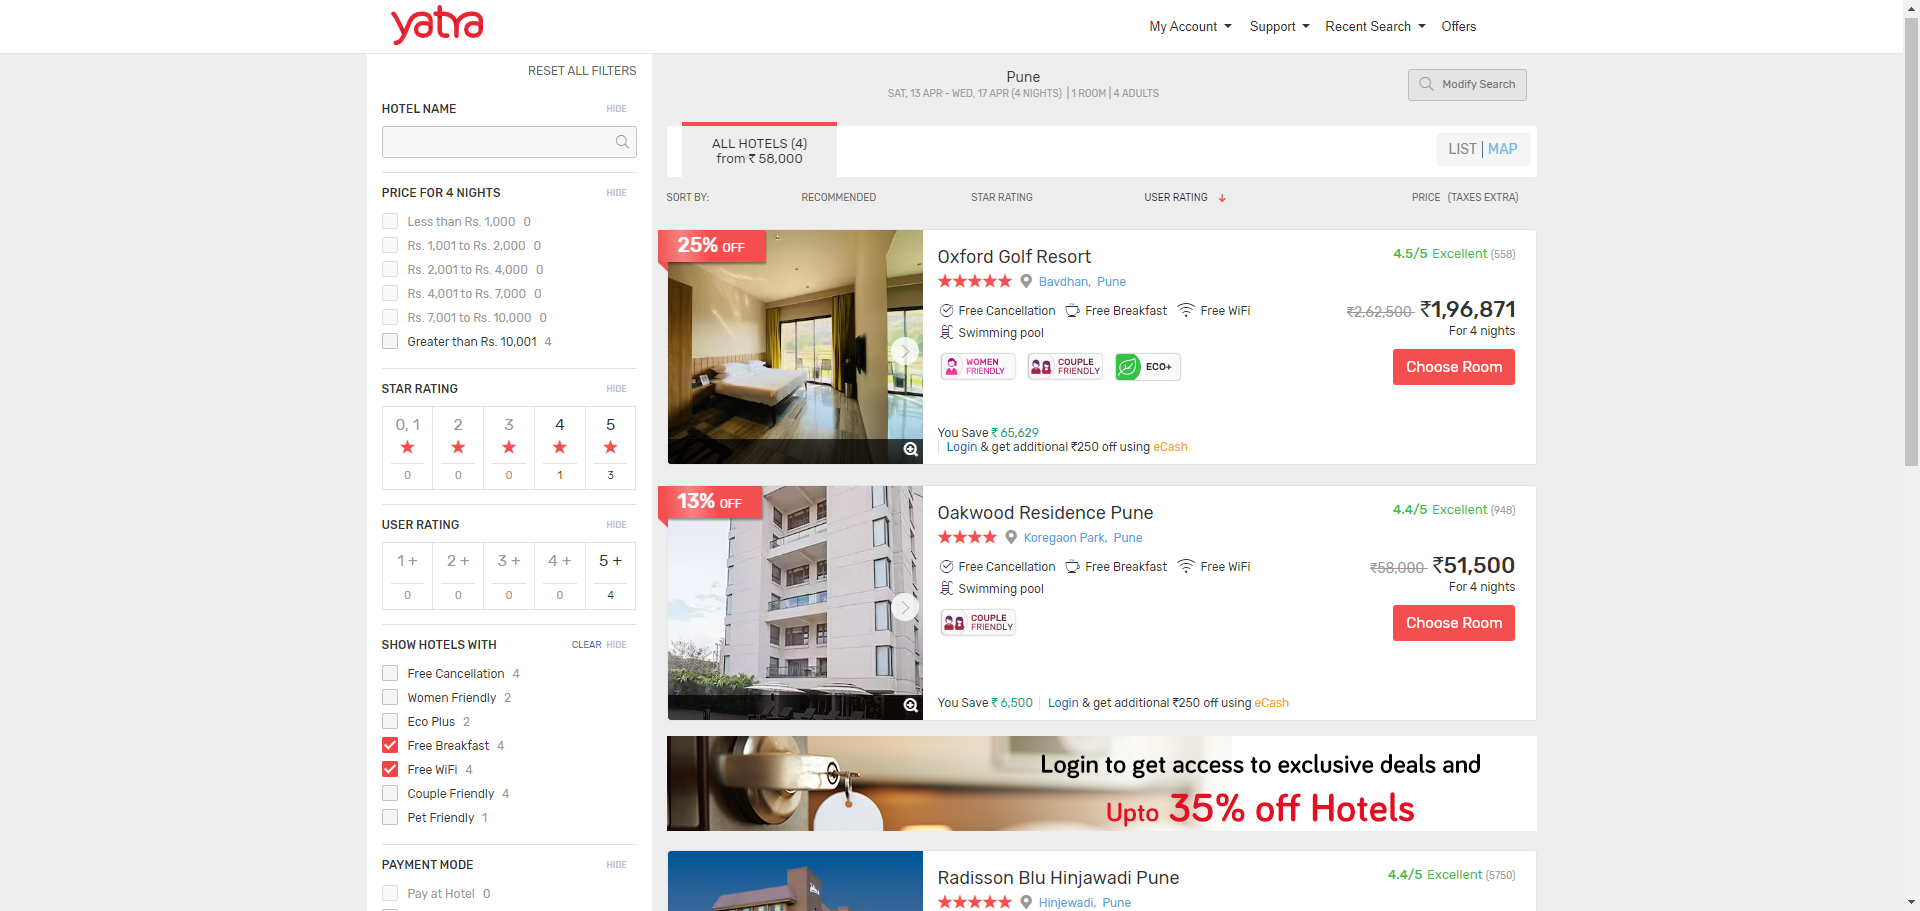 yatra
My Account
Support
Recent Search
Offers
RESET ALL FILTERS
HOTEL NAME
HIDE
PRICE FOR 4 NIGHTS
HIDE
Less than Rs. 1,000 0
Rs. 1,001 to Rs. 2,000 0
Rs. 2,001 to Rs. 4,000 0
Rs. 4,001 to Rs. 7,000 0
Rs. 7,001 to Rs. 10,000 0
Greater than Rs. 10,001 4
STAR RATING
HIDE
0, 1 2 3 4 5
0 0 0 1 3
USER RATING
HIDE
1 + 2 + 3 + 4 + 5 +
0 0 0 0 4
SHOW HOTELS WITH
CLEAR HIDE
Free Cancellation 4
Women Friendly 2
Eco Plus 2
Free Breakfast 4
Free WiFi 4
Couple Friendly 4
Pet Friendly 1
PAYMENT MODE
HIDE
Pay at Hotel 0
Pune
SAT, 13 APR - WED, 17 APR (4 NIGHTS) | 1 ROOM | 4 ADULTS
Modify Search
ALL HOTELS (4)
from ₹ 58,000
LIST | MAP
SORT BY:
RECOMMENDED
STAR RATING
USER RATING
PRICE (TAXES EXTRA)
25% OFF
Oxford Golf Resort
4.5/5 Excellent (558)
Bavdhan, Pune
Free Cancellation Free Breakfast Free WiFi
Swimming pool
₹2,62,500 ₹1,96,871
For 4 nights
WOMEN
FRIENDLY
COUPLE
FRIENDLY
ECO+
Choose Room
You Save ₹ 65,629
Login & get additional ₹250 off using eCash
13% OFF
Oakwood Residence Pune
4.4/5 Excellent (948)
Koregaon Park, Pune
Free Cancellation Free Breakfast Free WiFi
Swimming pool
₹58,000 ₹51,500
For 4 nights
COUPLE
FRIENDLY
Choose Room
You Save ₹ 6,500 Login & get additional ₹250 off using eCash
Login to get access to exclusive deals and
Upto 35% off Hotels
Radisson Blu Hinjawadi Pune
4.4/5 Excellent (5750)
Hinjewadi, Pune